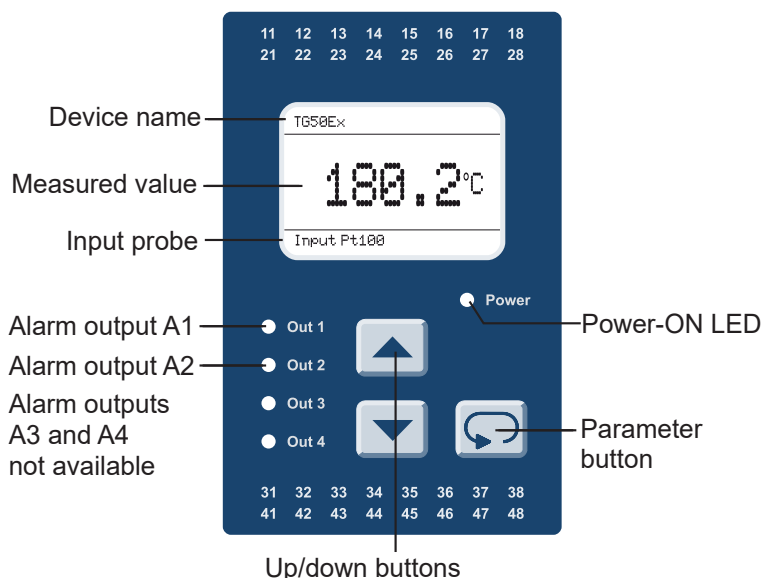 11 12 13 14 15 16 17 18
21 22 23 24 25 26 27 28
Device name
TG50Ex
Measured value
180.2°C
Input probe
Input Pt100
Power
Power-ON LED
Alarm output A1
Out 1
Alarm output A2
Out 2
Alarm outputs
A3 and A4
not available
Out 3
Out 4
Parameter
button
31 32 33 34 35 36 37 38
41 42 43 44 45 46 47 48
Up/down buttons